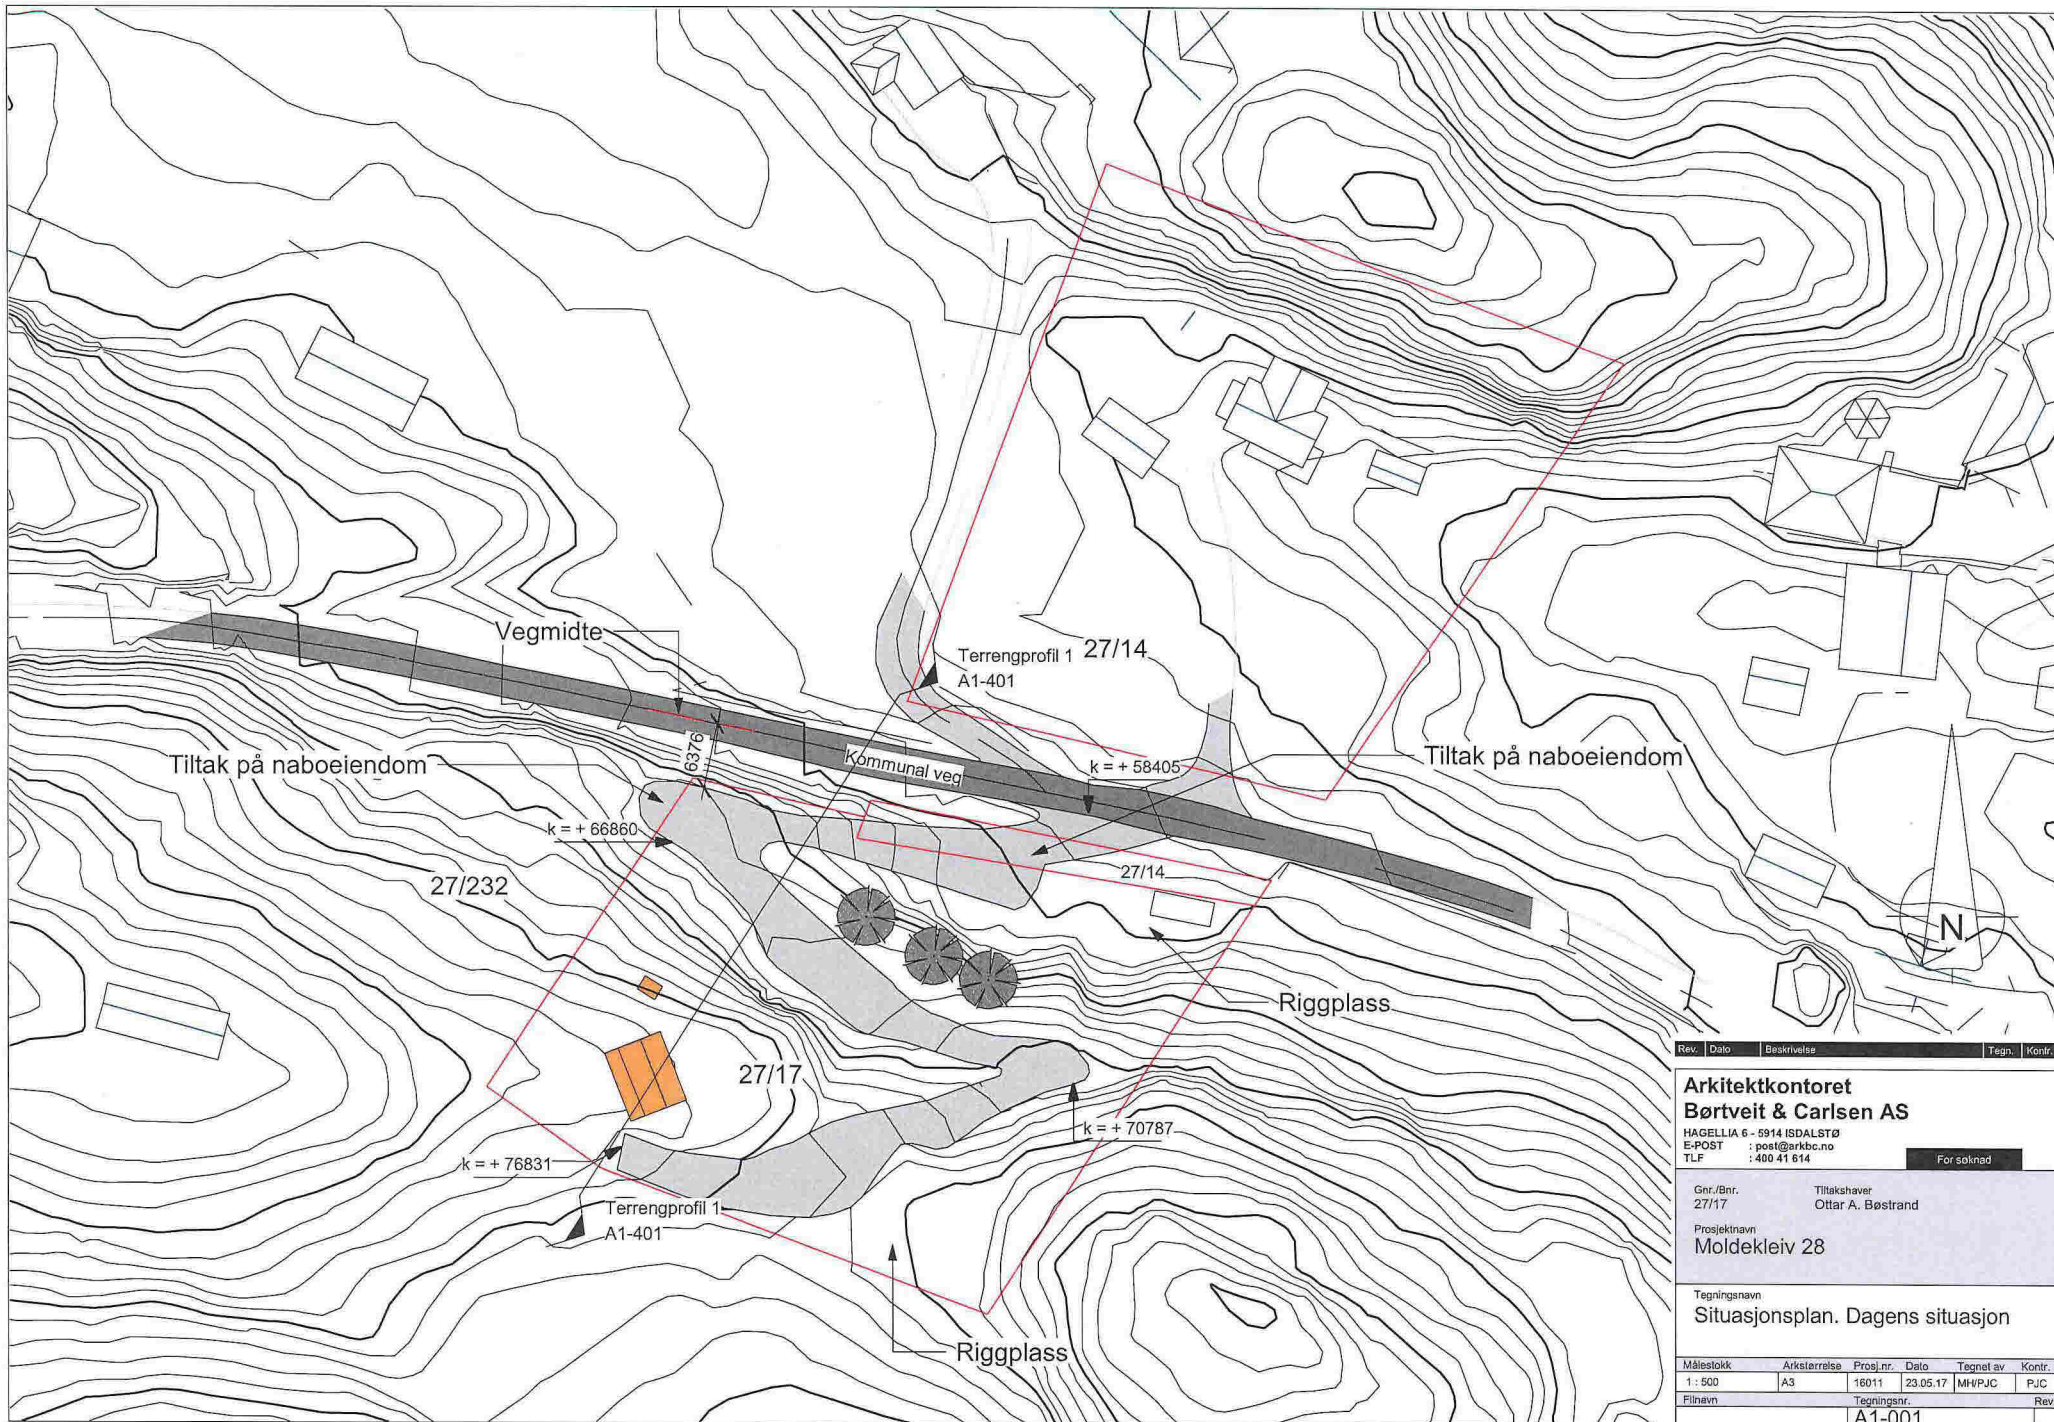 Vegmidte
Terrengprofil 1
A1-401
27/14
6376
Kommunal veg
k = + 58405
Tiltak på naboeiendom
Tiltak på naboeiendom
k = + 66860
27/232
27/14
N
Riggplass
27/17
k = + 70787
k = + 76831
Terrengprofil 1
A1-401
Riggplass
Rev. Dato Beskrivelse Tegn. Kontr.
Arkitektkontoret
Børtveit & Carlsen AS
HAGELLIA 6 - 5914 ISDALSTØ
E-POST : post@arkbc.no
TLF : 400 41 614
For søknad
Gnr./Bnr. Tiltakshaver
27/17 Ottar A. Bøstrand
Prosjektnavn
Moldekleiv 28
Tegningsnavn
Situasjonsplan. Dagens situasjon
Målestokk Arkstørrelse Prosj.nr. Dato Tegnet av Kontr.
1 : 500 A3 16011 23.05.17 MH/PJC PJC
Filnavn Tegningsnr. Rev
A1-001